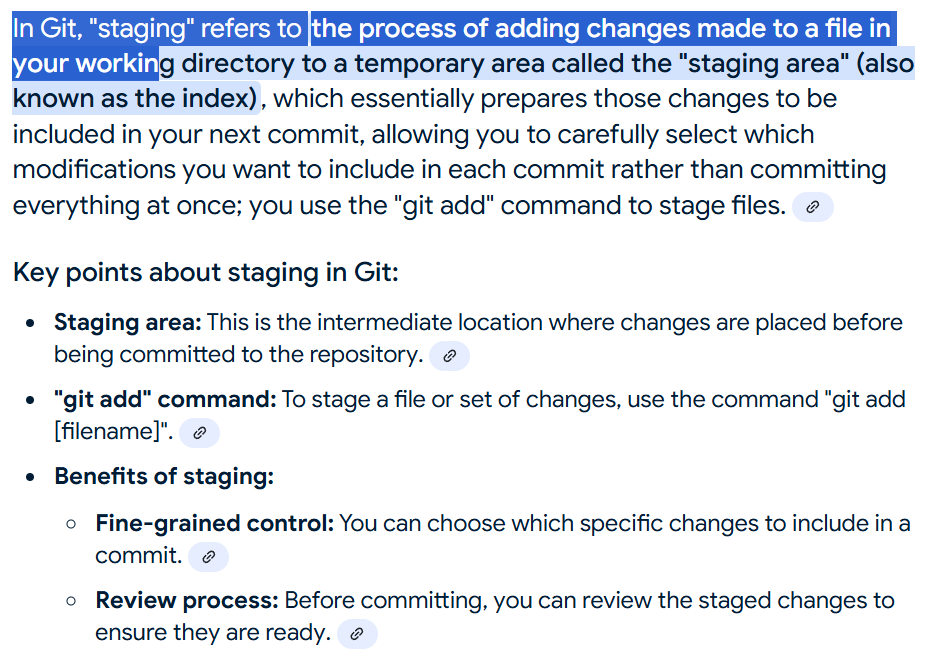 In Git, "staging" refers to the process of adding changes made to a file in
your working directory to a temporary area called the "staging area" (also
known as the index), which essentially prepares those changes to be
included in your next commit, allowing you to carefully select which
modifications you want to include in each commit rather than committing
everything at once; you use the "git add" command to stage files.
Key points about staging in Git:
• Staging area: This is the intermediate location where changes are placed before
being committed to the repository.
• "git add" command: To stage a file or set of changes, use the command "git add
[filename]".
• Benefits of staging:
◦ Fine-grained control: You can choose which specific changes to include in a
commit.
◦ Review process: Before committing, you can review the staged changes to
ensure they are ready.